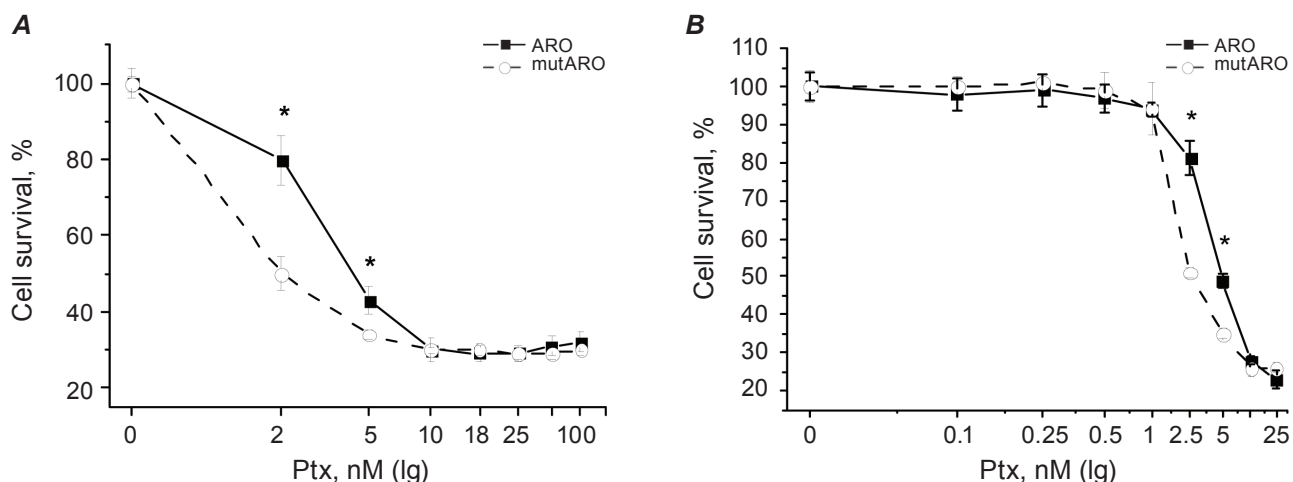 A
ARO
mutARO
*
*
100
80
60
40
20
Cell survival, %
0 2 5 10 18 25 100
Ptx, nM (lg)
B
ARO
mutARO
*
*
110
100
90
80
70
60
50
40
30
20
Cell survival, %
0 0.1 0.25 0.5 1 2.5 5 25
Ptx, nM (lg)